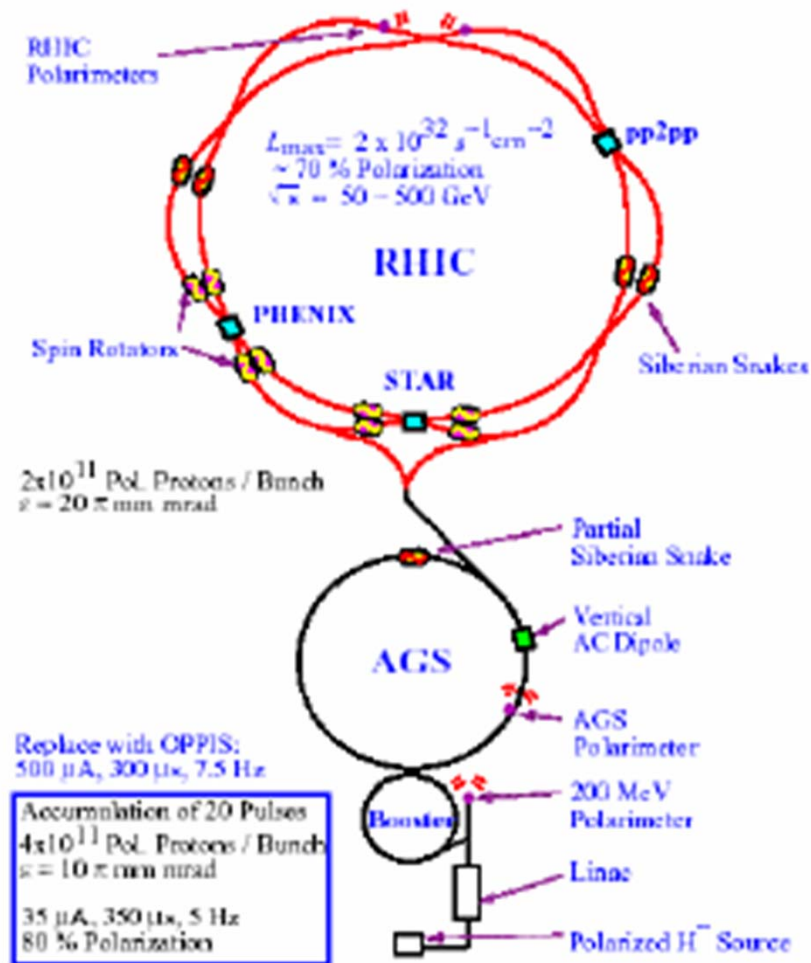 RHIC
Polarimeters
pp2pp
L max = 2 x 10^32 s^−1 cm^−2
~ 70 % Polarization
√s = 50 − 500 GeV
RHIC
PHENIX
Spin Rotators
STAR
Siberian Snakes
2x10^11 Pol. Protons / Bunch
ε = 20 π mm mrad
Partial
Siberian Snake
Vertical
AC Dipole
AGS
AGS
Polarimeter
Replace with OPPIS:
500 μA, 300 μs, 7.5 Hz
Accumulation of 20 Pulses
4x10^11 Pol. Protons / Bunch
ε = 10 π mm mrad
35 μA, 350 μs, 5 Hz
80 % Polarization
Booster
200 MeV
Polarimeter
Linac
Polarized H^− Source